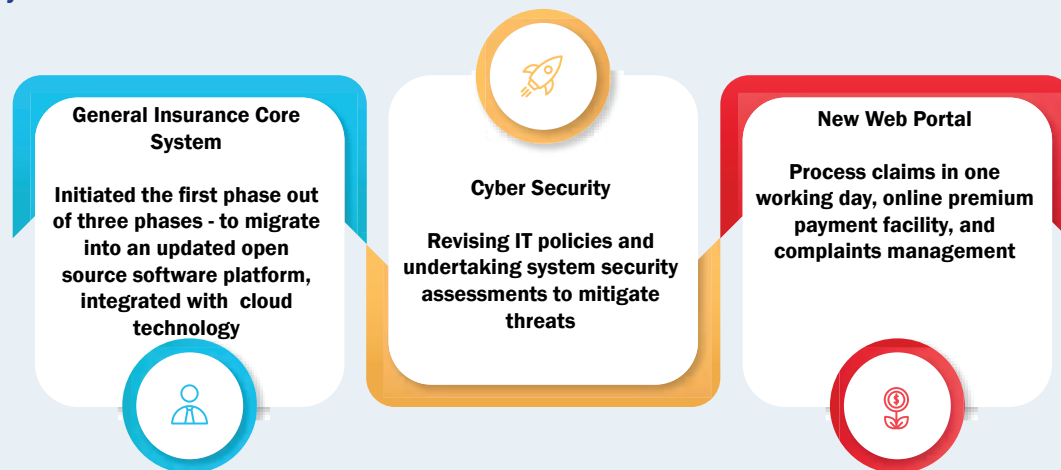 General Insurance Core
System
Initiated the first phase out
of three phases - to migrate
into an updated open
source software platform,
integrated with  cloud
technology
Cyber Security
Revising IT policies and
undertaking system security
assessments to mitigate
threats
New Web Portal
Process claims in one
working day, online premium
payment facility, and
complaints management